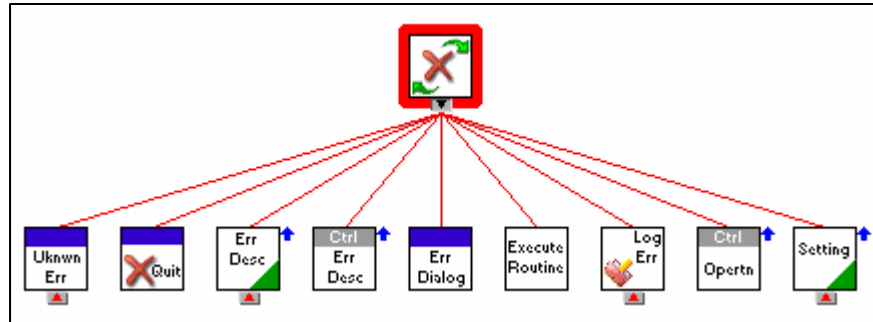 Uknwn
Err
Quit
Err
Desc
Ctrl
Err
Desc
Err
Dialog
Execute
Routine
Log
Err
Ctrl
Opertn
Setting